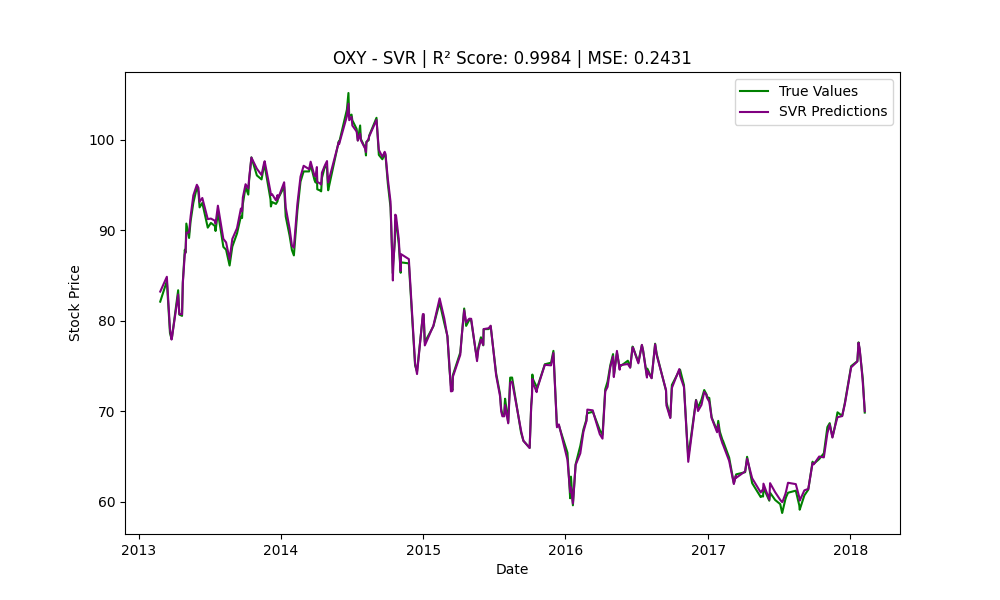 OXY - SVR | R² Score: 0.9984 | MSE: 0.2431
True Values
SVR Predictions
Stock Price
100
90
80
70
60
2013 2014 2015 2016 2017 2018
Date